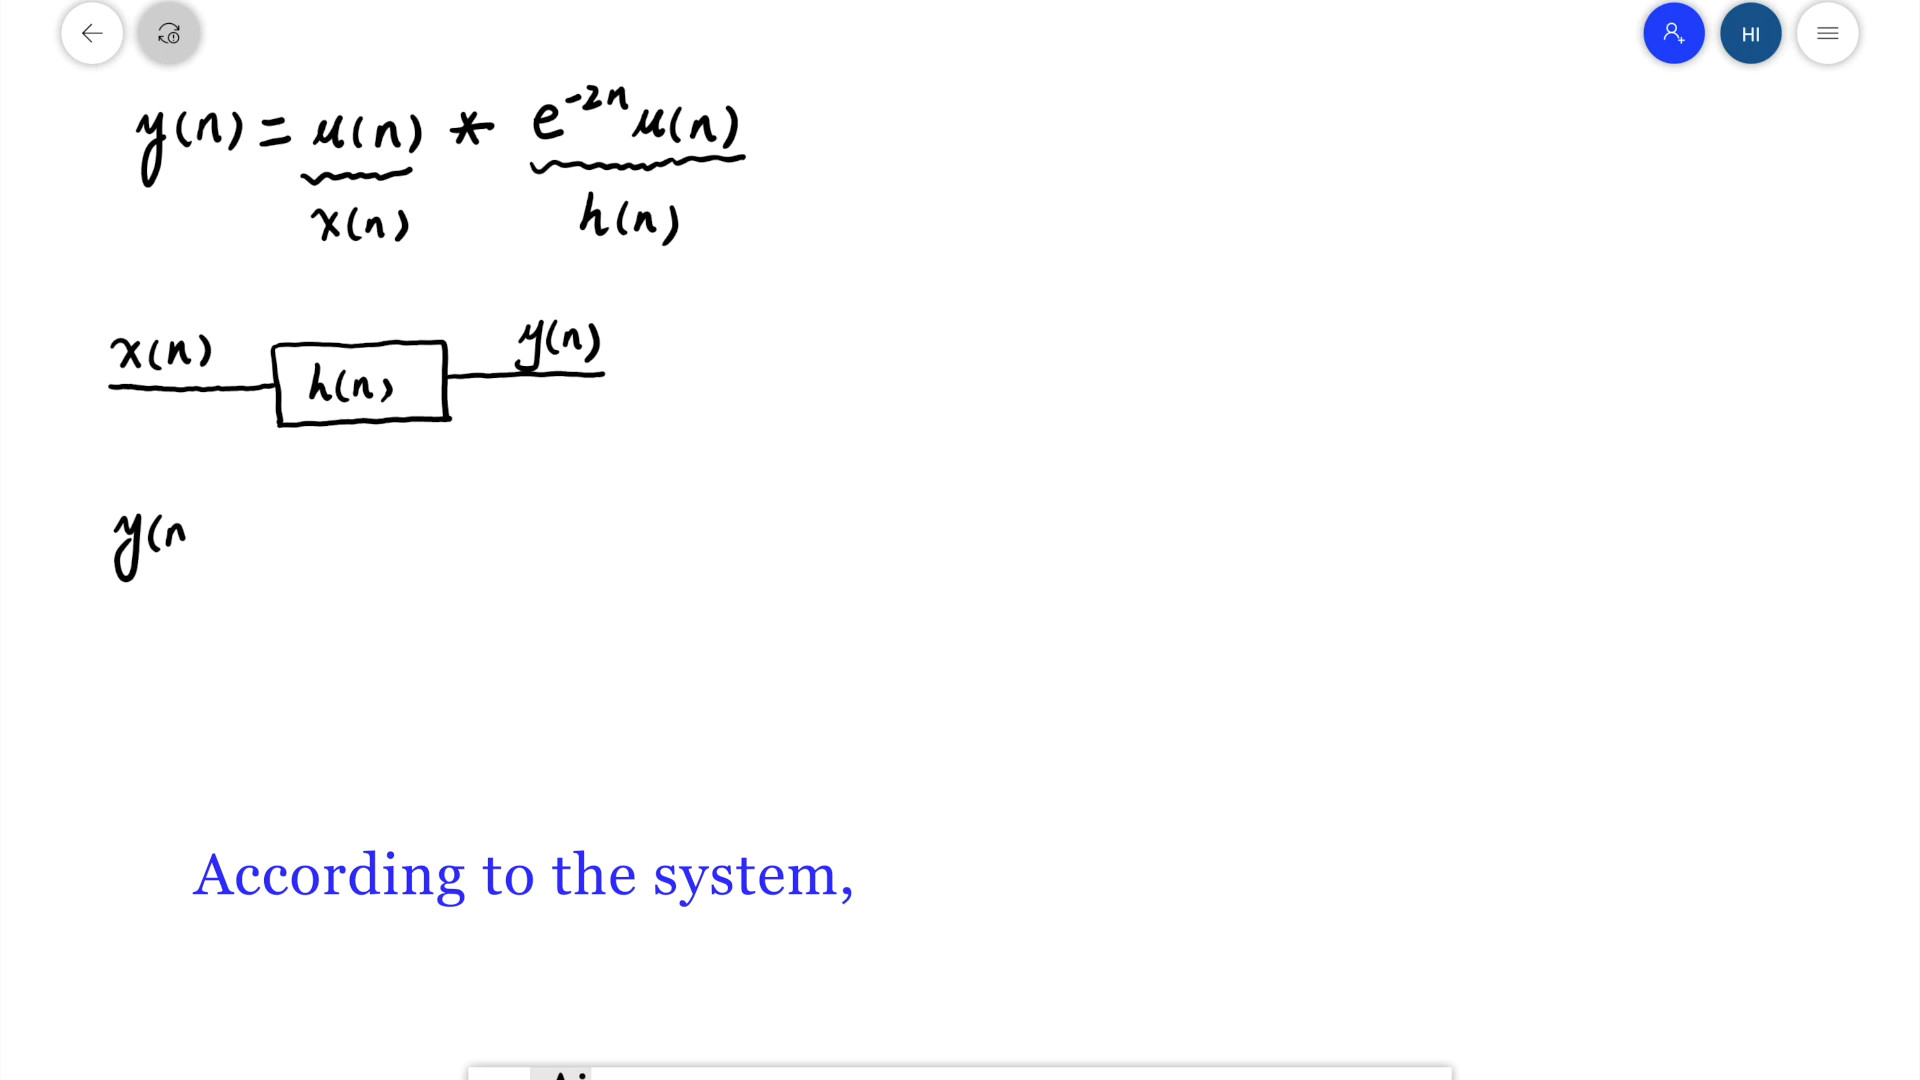 HI
y(n) = u(n) * e^{-2n} u(n)
x(n) h(n)
x(n) y(n)
h(n)
y(n
According to the system,